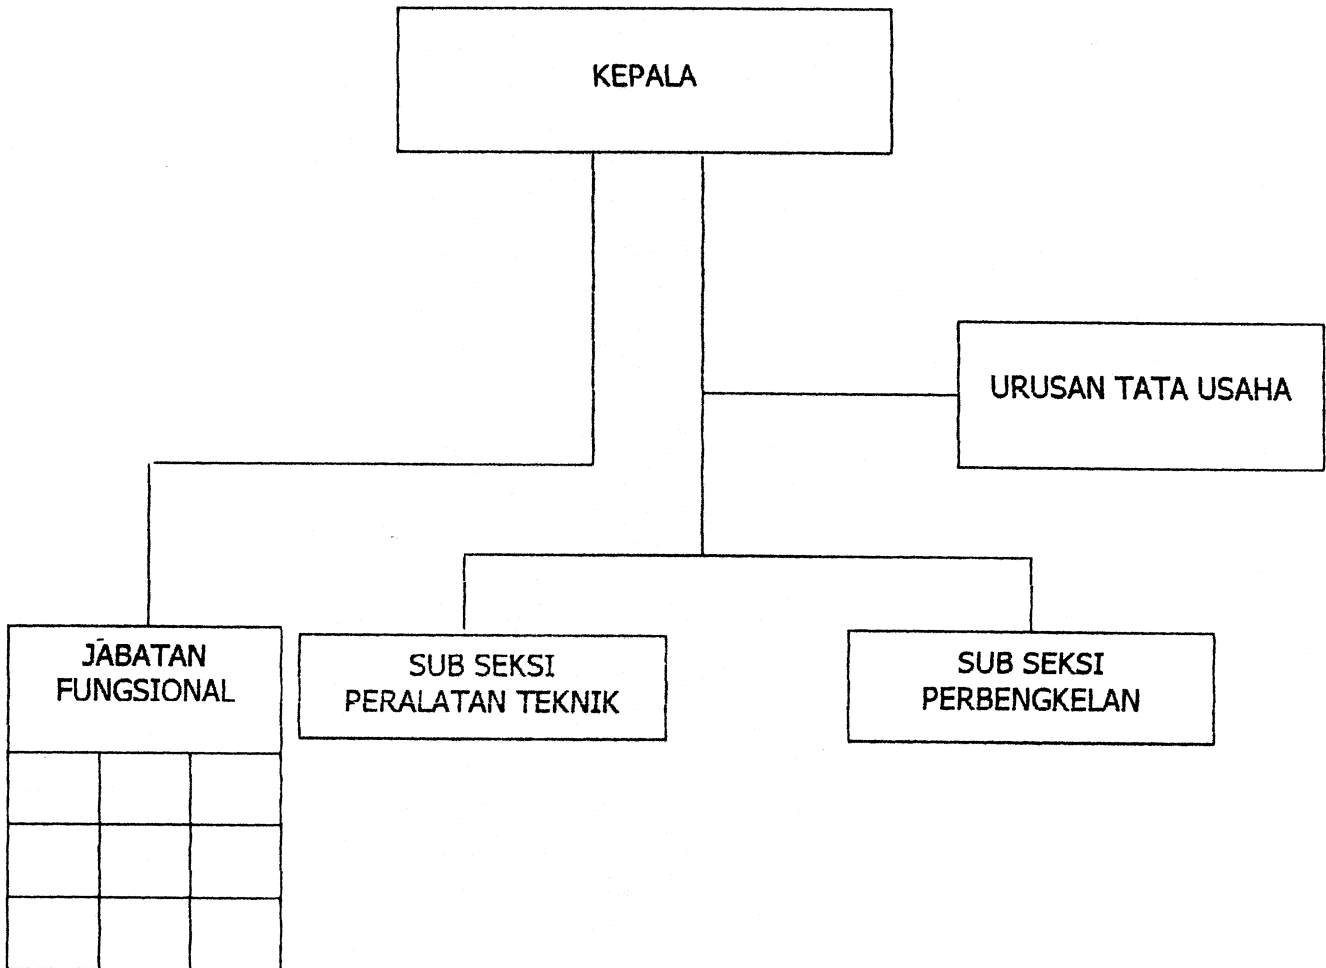 KEPALA
URUSAN TATA USAHA
JABATAN
FUNGSIONAL
SUB SEKSI
PERALATAN TEKNIK
SUB SEKSI
PERBENGKELAN